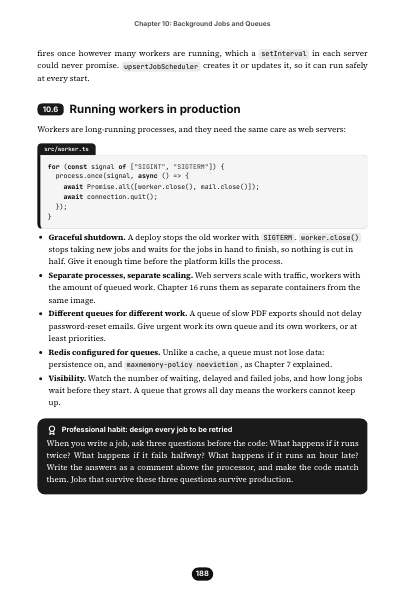 Chapter 10: Background Jobs and Queues
fires once however many workers are running, which a setInterval in each server
could never promise. upsertJobScheduler creates it or updates it, so it can run safely
at every start.
10.6 Running workers in production
Workers are long-running processes, and they need the same care as web servers:
src/worker.ts
for (const signal of ["SIGINT", "SIGTERM"]) {
  process.once(signal, async () => {
    await Promise.all([worker.close(), mail.close()]);
    await connection.quit();
  });
}
• Graceful shutdown. A deploy stops the old worker with SIGTERM. worker.close()
stops taking new jobs and waits for the jobs in hand to finish, so nothing is cut in
half. Give it enough time before the platform kills the process.
• Separate processes, separate scaling. Web servers scale with traffic, workers with
the amount of queued work. Chapter 16 runs them as separate containers from the
same image.
• Different queues for different work. A queue of slow PDF exports should not delay
password-reset emails. Give urgent work its own queue and its own workers, or at
least priorities.
• Redis configured for queues. Unlike a cache, a queue must not lose data:
persistence on, and maxmemory-policy noeviction, as Chapter 7 explained.
• Visibility. Watch the number of waiting, delayed and failed jobs, and how long jobs
wait before they start. A queue that grows all day means the workers cannot keep
up.
Professional habit: design every job to be retried
When you write a job, ask three questions before the code: What happens if it runs
twice? What happens if it fails halfway? What happens if it runs an hour late?
Write the answers as a comment above the processor, and make the code match
them. Jobs that survive these three questions survive production.
188